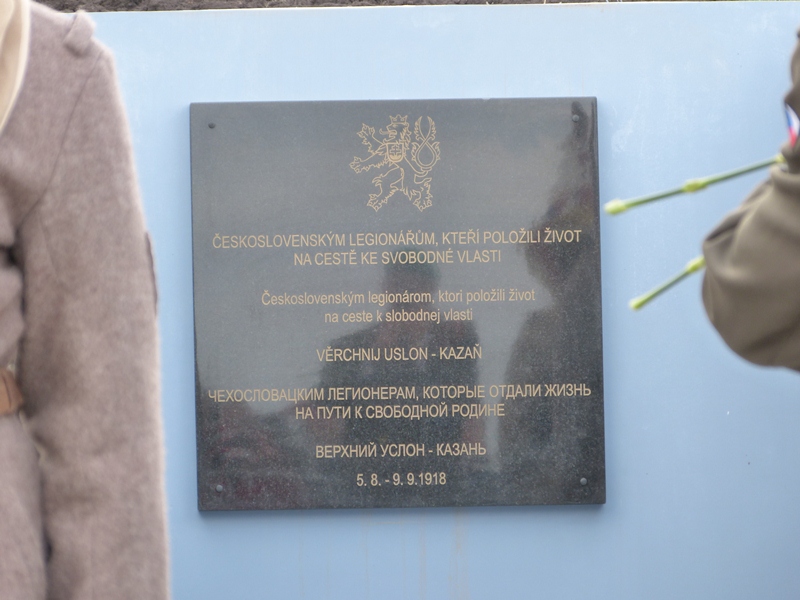 ČESKOSLOVENSKÝM LEGIONÁŘŮM, KTEŘÍ POLOŽILI ŽIVOT
NA CESTĚ KE SVOBODNÉ VLASTI
Československým legionárom, ktori položili život
na ceste k slobodnej vlasti
VĚRCHNIJ USLON - KAZAŇ
ЧЕХОСЛОВАЦКИМ ЛЕГИОНЕРАМ, КОТОРЫЕ ОТДАЛИ ЖИЗНЬ
НА ПУТИ К СВОБОДНОЙ РОДИНЕ
ВЕРХНИЙ УСЛОН - КАЗАНЬ
5. 8. - 9. 9.1918